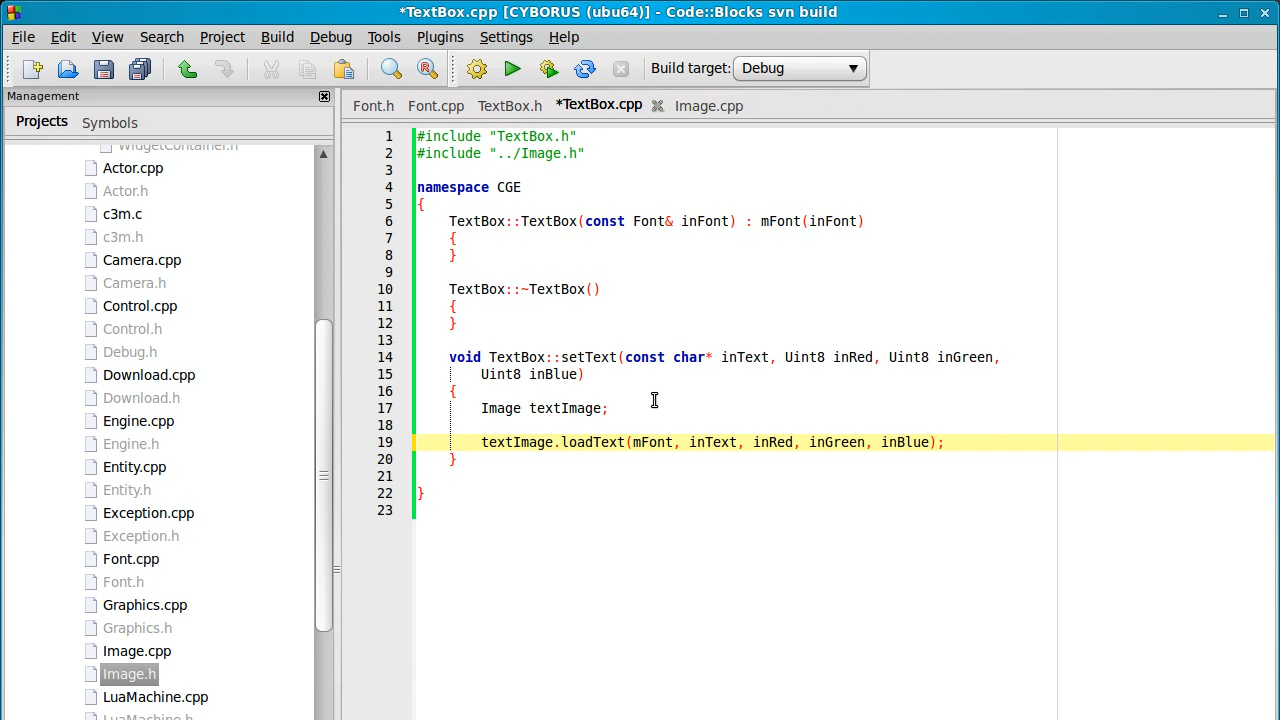 *TextBox.cpp [CYBORUS (ubu64)] - Code::Blocks svn build
File Edit View Search Project Build Debug Tools Plugins Settings Help
Build target: Debug
Management
Projects Symbols
WidgetContainer.h
Actor.cpp
Actor.h
c3m.c
c3m.h
Camera.cpp
Camera.h
Control.cpp
Control.h
Debug.h
Download.cpp
Download.h
Engine.cpp
Engine.h
Entity.cpp
Entity.h
Exception.cpp
Exception.h
Font.cpp
Font.h
Graphics.cpp
Graphics.h
Image.cpp
Image.h
LuaMachine.cpp
LuaMachine.h
Font.h Font.cpp TextBox.h *TextBox.cpp Image.cpp
1 #include "TextBox.h"
2 #include "../Image.h"
3
4 namespace CGE
5 {
6 TextBox::TextBox(const Font& inFont) : mFont(inFont)
7 {
8 }
9
10 TextBox::~TextBox()
11 {
12 }
13
14 void TextBox::setText(const char* inText, Uint8 inRed, Uint8 inGreen,
15 Uint8 inBlue)
16 {
17 Image textImage;
18
19 textImage.loadText(mFont, inText, inRed, inGreen, inBlue);
20 }
21
22 }
23